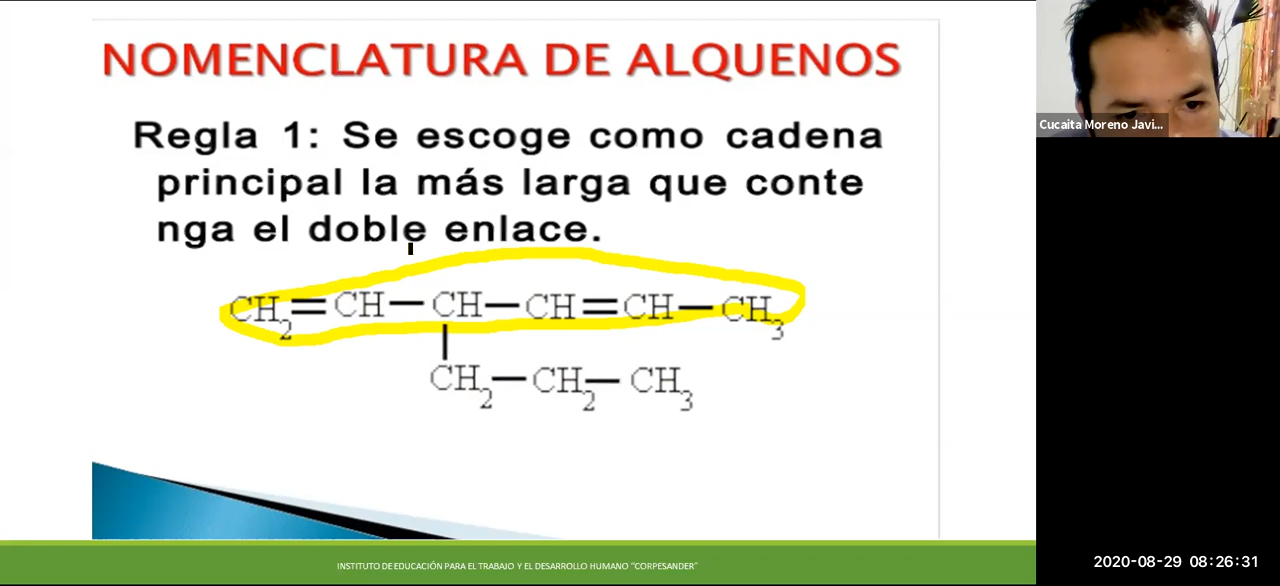 NOMENCLATURA DE ALQUENOS
Regla 1: Se escoge como cadena
principal la más larga que conte
nga el doble enlace.
CH₂=CH—CH—CH=CH—CH₃
CH₂—CH₂—CH₃
INSTITUTO DE EDUCACIÓN PARA EL TRABAJO Y EL DESARROLLO HUMANO "CORPESANDER"
Cucaita Moreno Javi...
2020-08-29 08:26:31